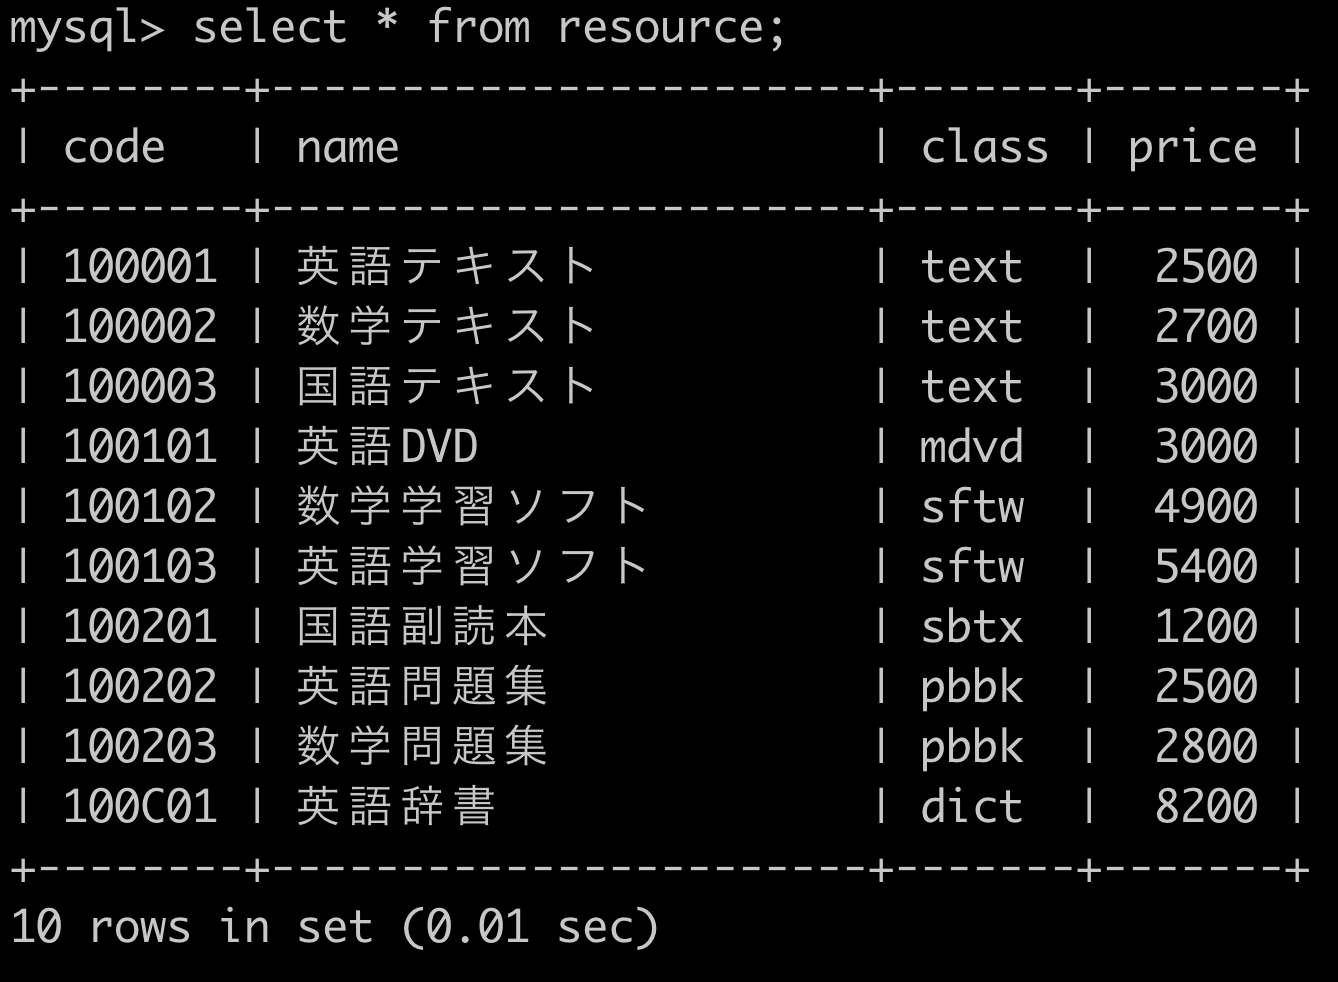 mysql> select * from resource;
+--------+-----------------------+-------+-------+
| code   | name                  | class | price |
+--------+-----------------------+-------+-------+
| 100001 | 英語テキスト | text  |  2500 |
| 100002 | 数学テキスト | text  |  2700 |
| 100003 | 国語テキスト | text  |  3000 |
| 100101 | 英語DVD | mdvd  |  3000 |
| 100102 | 数学学習ソフト | sftw  |  4900 |
| 100103 | 英語学習ソフト | sftw  |  5400 |
| 100201 | 国語副読本 | sbtx  |  1200 |
| 100202 | 英語問題集 | pbbk  |  2500 |
| 100203 | 数学問題集 | pbbk  |  2800 |
| 100C01 | 英語辞書 | dict  |  8200 |
+--------+-----------------------+-------+-------+
10 rows in set (0.01 sec)